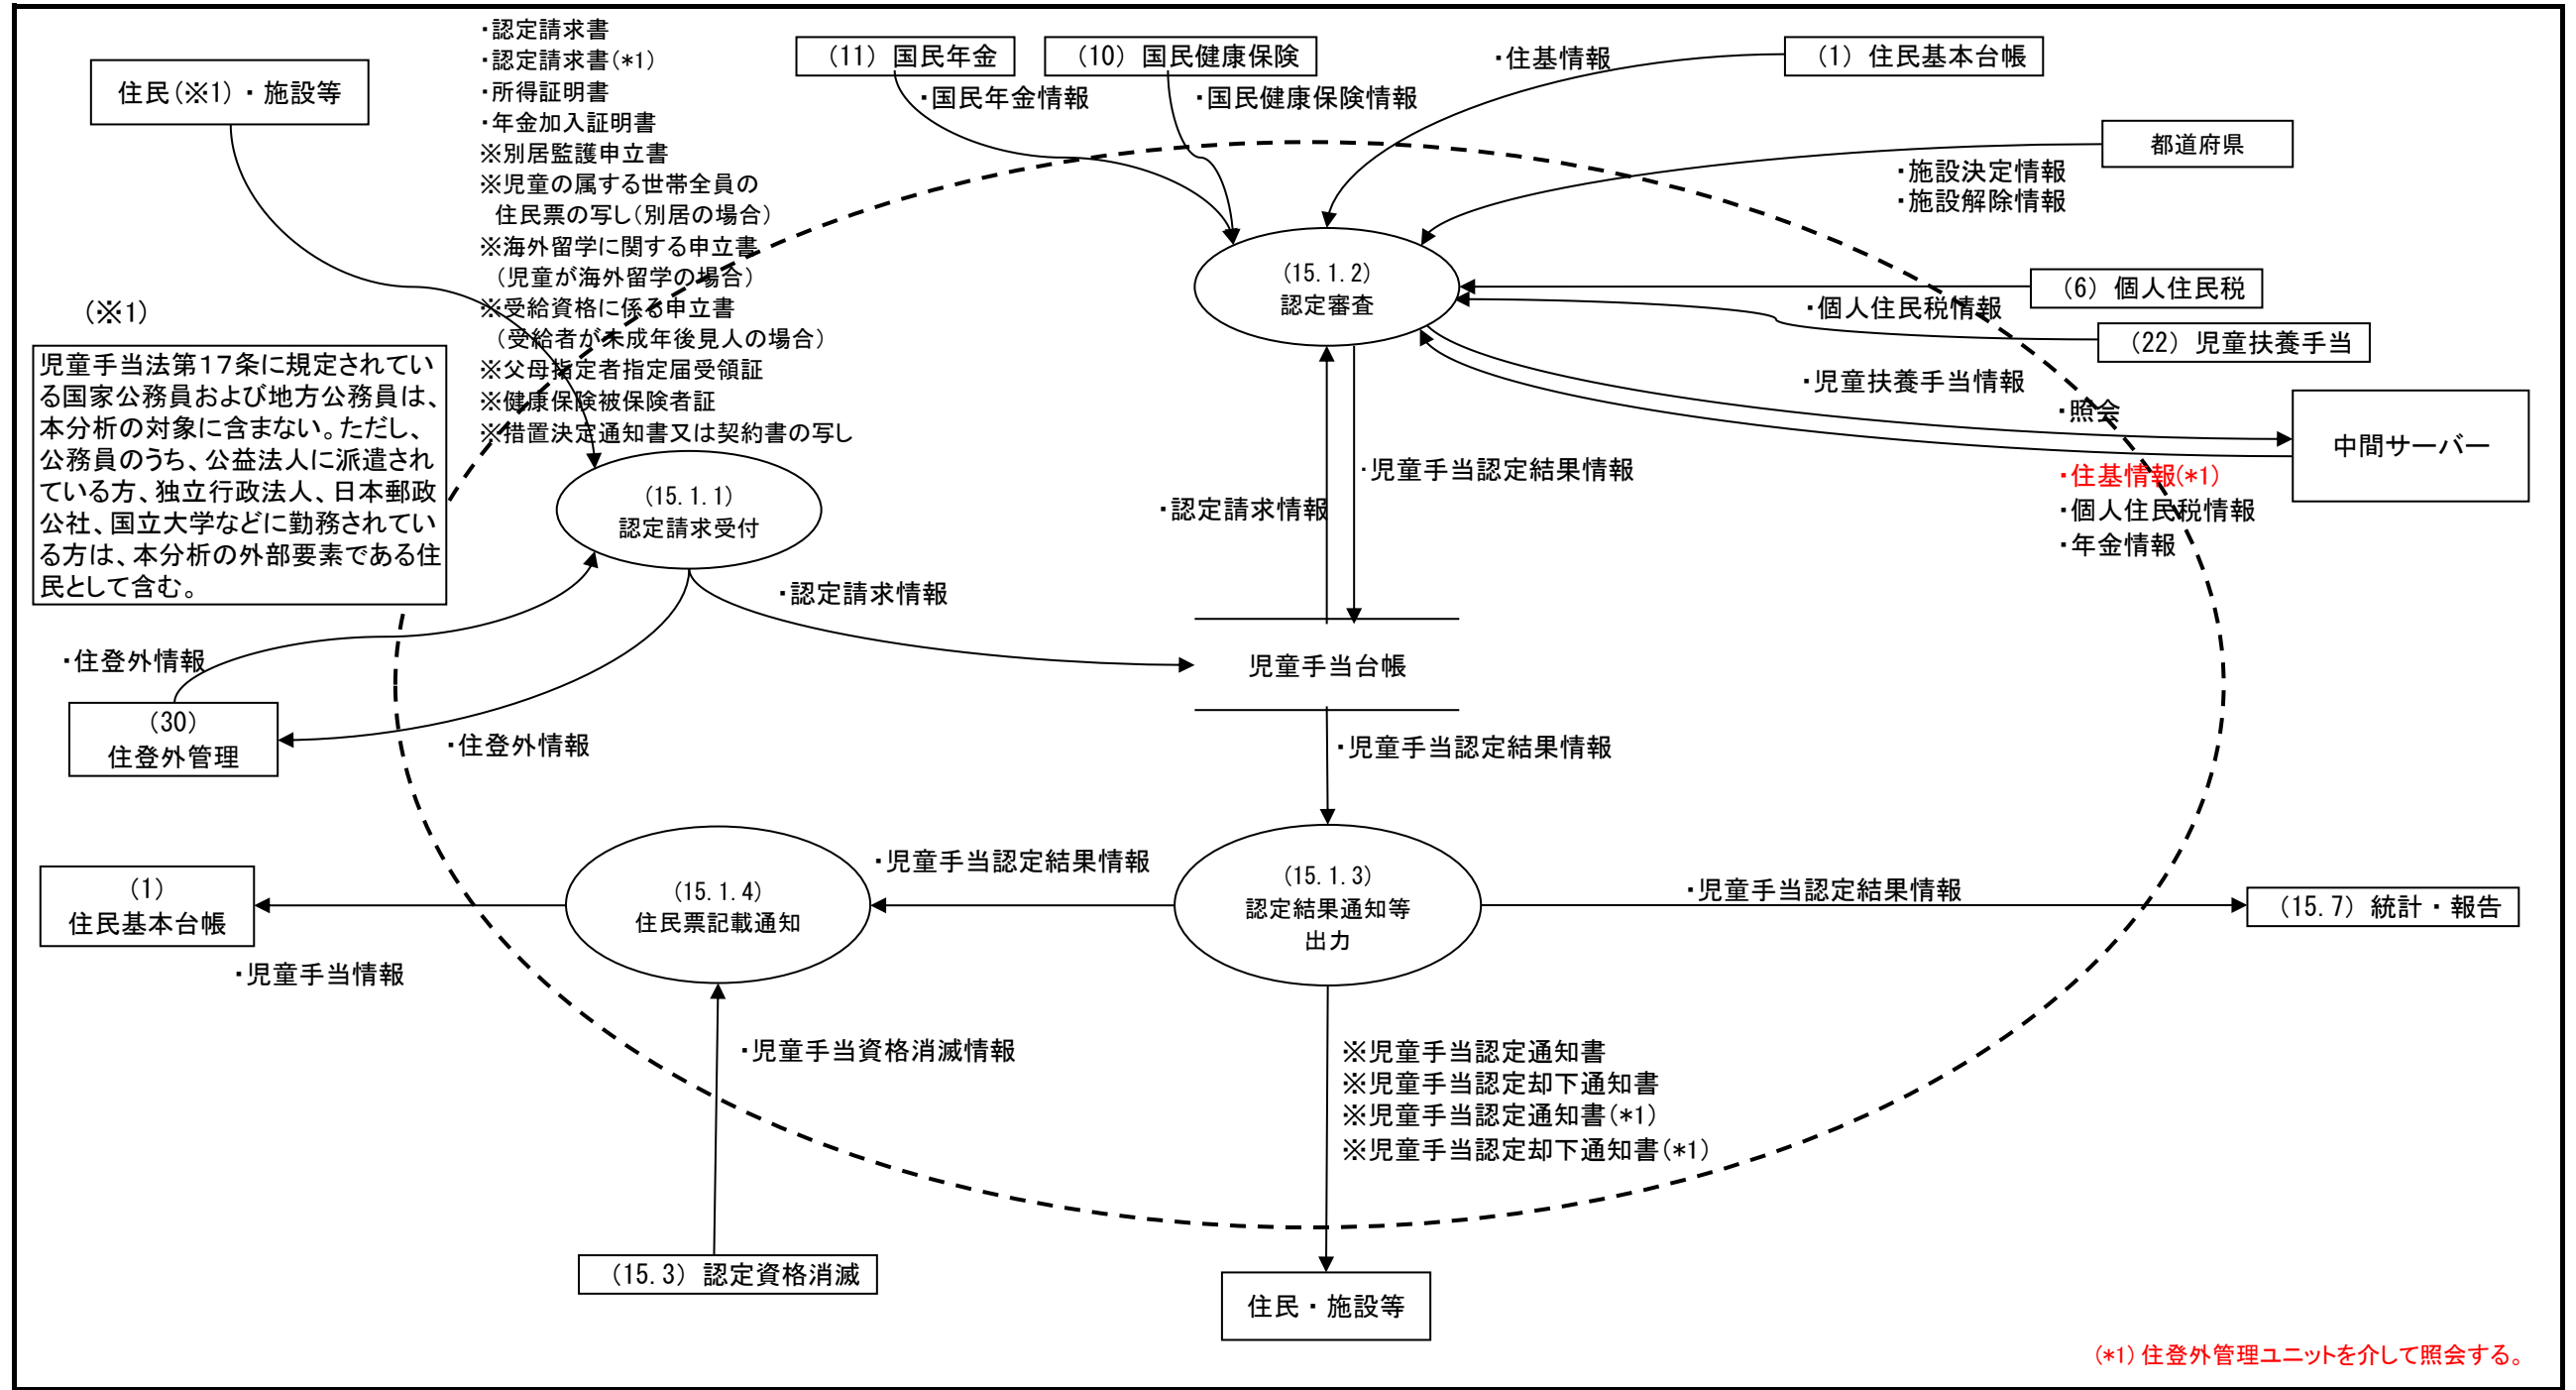 ・認定請求書
・認定請求書(*1)
・所得証明書
・年金加入証明書
※別居監護申立書
※児童の属する世帯全員の
住民票の写し(別居の場合)
※海外留学に関する申立書
(児童が海外留学の場合)
※受給資格に係る申立書
(受給者が未成年後見人の場合)
※父母指定者指定届受領証
※健康保険被保険者証
※措置決定通知書又は契約書の写し
住民(※1)・施設等
(11) 国民年金
(10) 国民健康保険
・住基情報
(1) 住民基本台帳
・国民年金情報
・国民健康保険情報
都道府県
・施設決定情報
・施設解除情報
(15.1.2)
認定審査
(6) 個人住民税
・個人住民税情報
(22) 児童扶養手当
・児童扶養手当情報
・照会
中間サーバー
・住基情報(*1)
・個人住民税情報
・年金情報
(※1)
児童手当法第17条に規定されてい
る国家公務員および地方公務員は、
本分析の対象に含まない。ただし、
公務員のうち、公益法人に派遣され
ている方、独立行政法人、日本郵政
公社、国立大学などに勤務されてい
る方は、本分析の外部要素である住
民として含む。
(15.1.1)
認定請求受付
・児童手当認定結果情報
・認定請求情報
・認定請求情報
・住登外情報
児童手当台帳
(30)
住登外管理
・住登外情報
・児童手当認定結果情報
(1)
住民基本台帳
・児童手当情報
(15.1.4)
住民票記載通知
・児童手当認定結果情報
(15.1.3)
認定結果通知等
出力
・児童手当認定結果情報
(15.7) 統計・報告
・児童手当資格消滅情報
※児童手当認定通知書
※児童手当認定却下通知書
※児童手当認定通知書(*1)
※児童手当認定却下通知書(*1)
(15.3) 認定資格消滅
住民・施設等
(*1) 住登外管理ユニットを介して照会する。